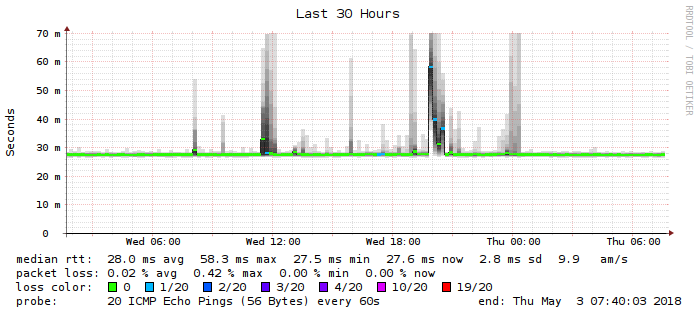 Last 30 Hours
RRDTOOL / TOBI OETIKER
Seconds
70 m
60 m
50 m
40 m
30 m
20 m
10 m
0
Wed 06:00 Wed 12:00 Wed 18:00 Thu 00:00 Thu 06:00
median rtt: 28.0 ms avg 58.3 ms max 27.5 ms min 27.6 ms now 2.8 ms sd 9.9 am/s
packet loss: 0.02 % avg 0.42 % max 0.00 % min 0.00 % now
loss color: 0 1/20 2/20 3/20 4/20 10/20 19/20
probe: 20 ICMP Echo Pings (56 Bytes) every 60s end: Thu May 3 07:40:03 2018